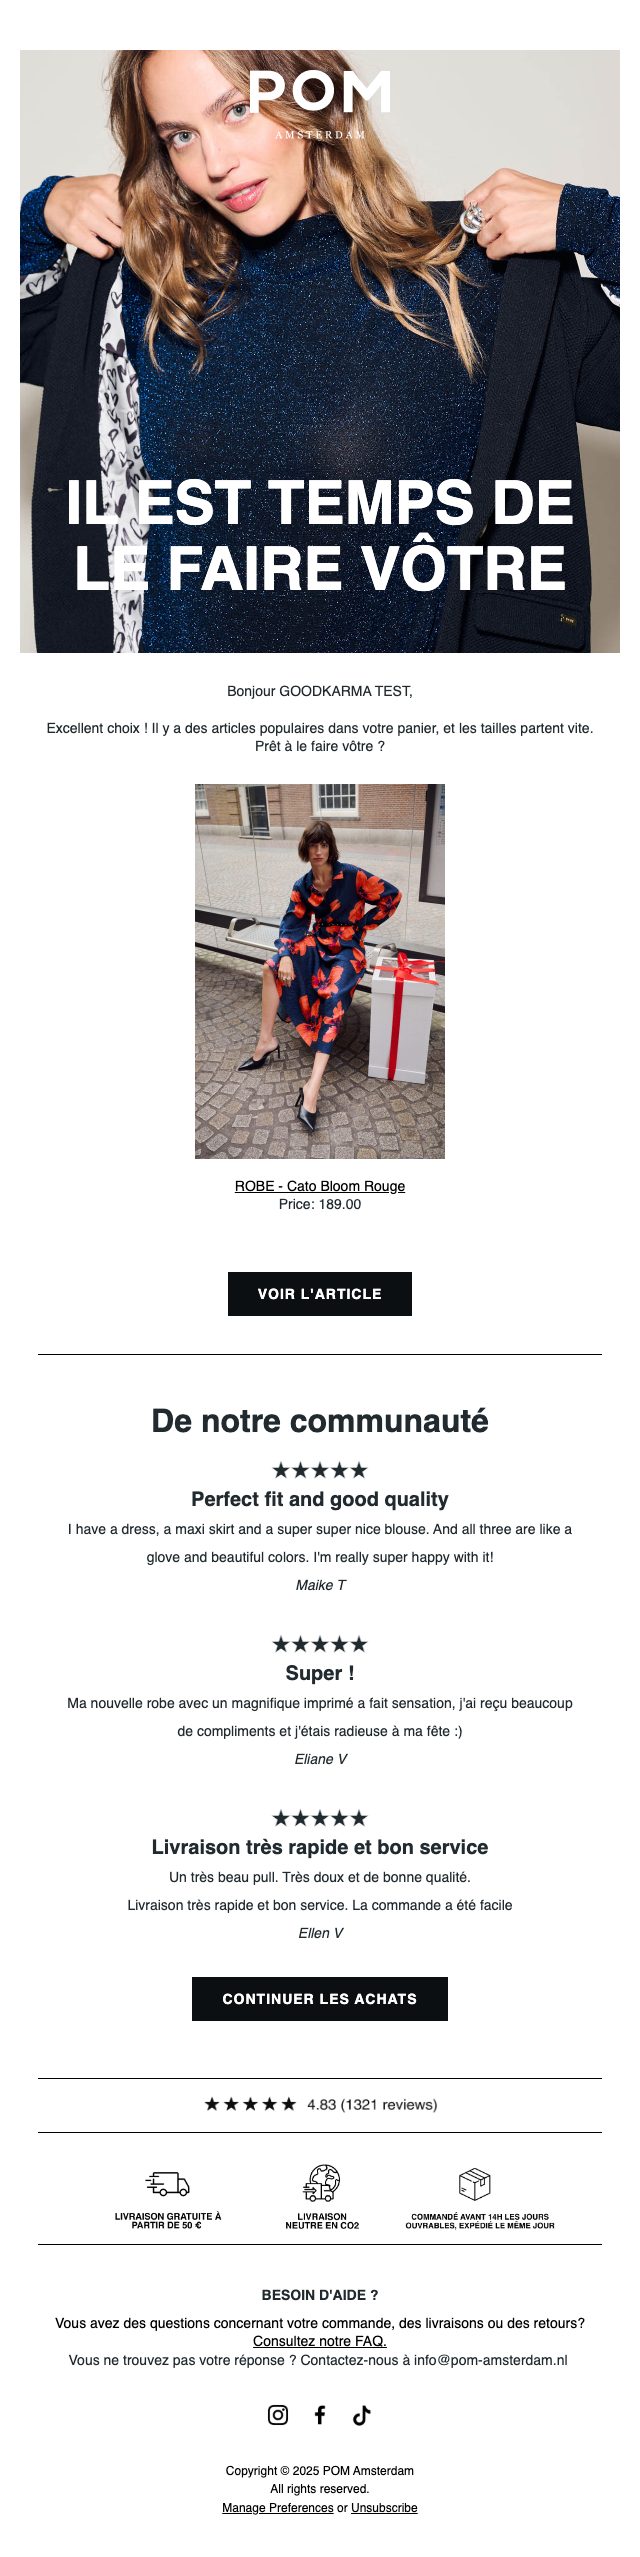 POM
AMSTERDAM
IL EST TEMPS DE
LE FAIRE VÔTRE
Bonjour GOODKARMA TEST,
Excellent choix ! Il y a des articles populaires dans votre panier, et les tailles partent vite.
Prêt à le faire vôtre ?
ROBE - Cato Bloom Rouge
Price: 189.00
VOIR L'ARTICLE
De notre communauté
★★★★★
Perfect fit and good quality
I have a dress, a maxi skirt and a super super nice blouse. And all three are like a
glove and beautiful colors. I'm really super happy with it!
Maike T
★★★★★
Super !
Ma nouvelle robe avec un magnifique imprimé a fait sensation, j'ai reçu beaucoup
de compliments et j'étais radieuse à ma fête :)
Eliane V
★★★★★
Livraison très rapide et bon service
Un très beau pull. Très doux et de bonne qualité.
Livraison très rapide et bon service. La commande a été facile
Ellen V
CONTINUER LES ACHATS
★★★★★ 4.83 (1321 reviews)
LIVRAISON GRATUITE À
PARTIR DE 50 €
LIVRAISON
NEUTRE EN CO2
COMMANDÉ AVANT 14H LES JOURS
OUVRABLES, EXPÉDIÉ LE MÊME JOUR
BESOIN D'AIDE ?
Vous avez des questions concernant votre commande, des livraisons ou des retours?
Consultez notre FAQ.
Vous ne trouvez pas votre réponse ? Contactez-nous à info@pom-amsterdam.nl
Copyright © 2025 POM Amsterdam
All rights reserved.
Manage Preferences or Unsubscribe